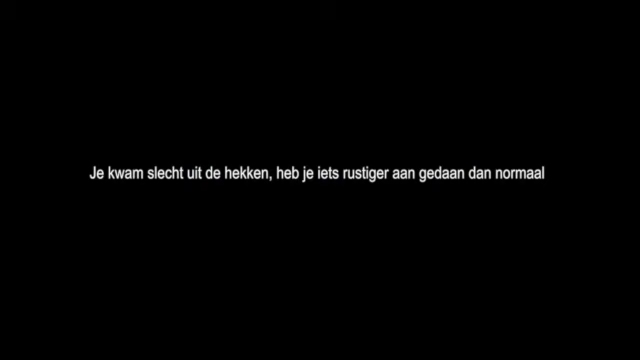 Je kwam slecht uit de hekken, heb je iets rustiger aan gedaan dan normaal